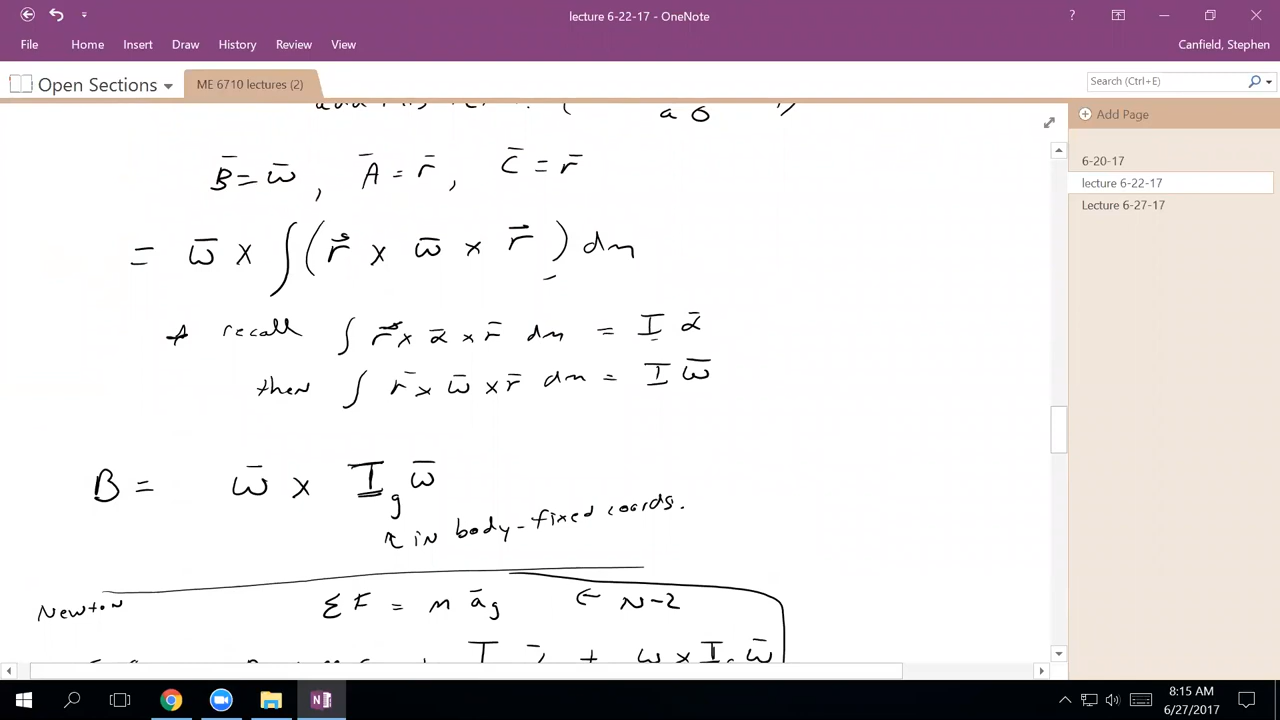 lecture 6-22-17 - OneNote
?
File Home Insert Draw History Review View
Canfield, Stephen
Open Sections
ME 6710 lectures (2)
Search (Ctrl+E)
Add Page
6-20-17
lecture 6-22-17
Lecture 6-27-17
B̄ = ω̄ , Ā = r̄ , C̄ = r̄
= ω̄ × ∫ ( r⃗ × ω̄ × r⃗ ) dm
recall ∫ r⃗ × ᾱ × r̄ dm = I ᾱ
then ∫ r̄ × ω̄ × r̄ dm = I ω̄
B = ω̄ × I_g ω̄
↑ in body-fixed coords.
Newton Σ F = m ā_g ← N-2
+ ω × I_g ω̄
8:15 AM
6/27/2017